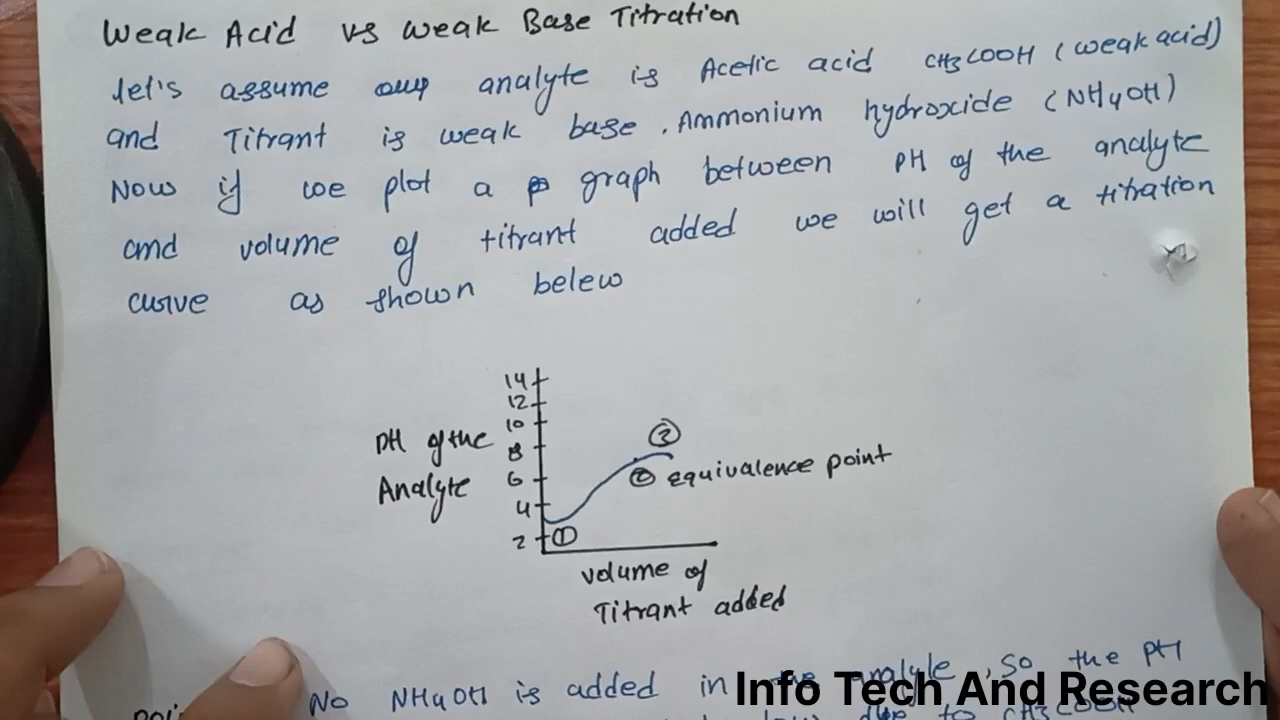 Weak Acid vs weak Base Titration
let's assume our analyte is Acetic acid CH3COOH (weak acid)
and Titrant is weak base, Ammonium hydroxide (NH4OH)
Now if we plot a graph between PH of the analyte
and volume of titrant added we will get a titration
curve as shown belew
14
12
10
8
6
4
2
PH of the
Analyte
①
② equivalence point
③
volume of
Titrant added
No NH4OH is added in the analyte, so the PH
to CH3COOH
Info Tech And Research